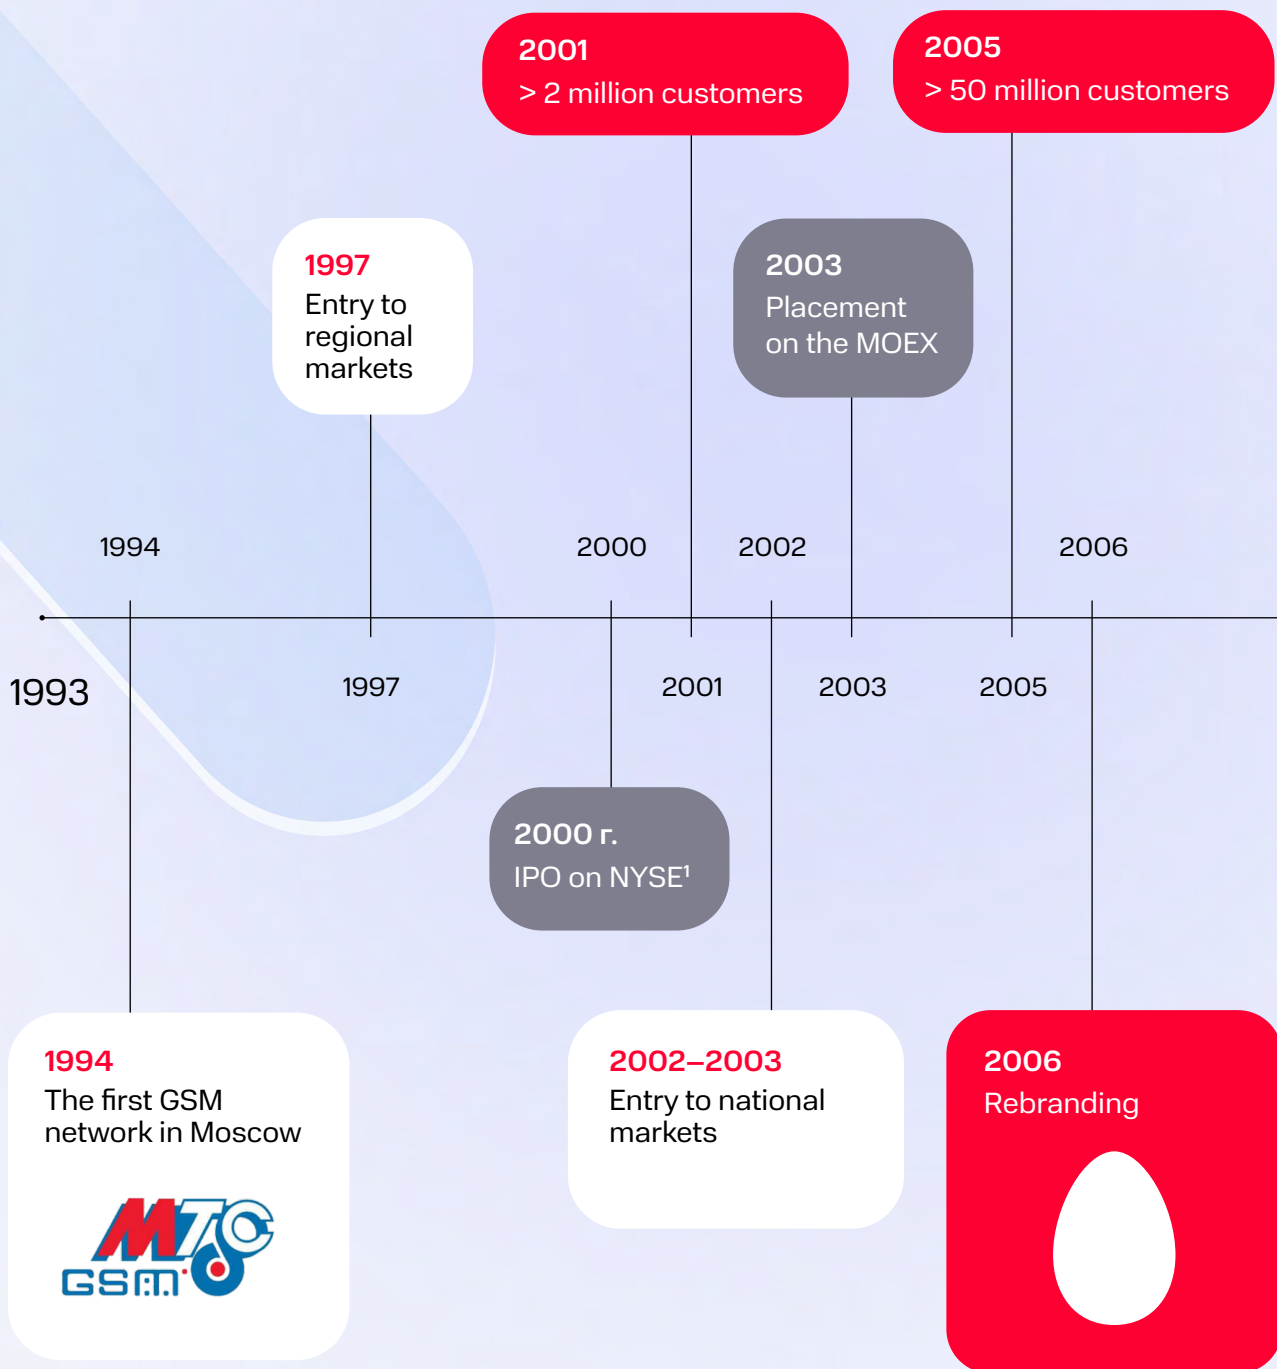 2001
> 2 million customers
2005
> 50 million customers
1997
Entry to
regional
markets
2003
Placement
on the MOEX
1994
2000
2002
2006
1993
1997
2001
2003
2005
2000 г.
IPO on NYSE¹
1994
The first GSM
network in Moscow
МТС
GSM
2002–2003
Entry to national
markets
2006
Rebranding